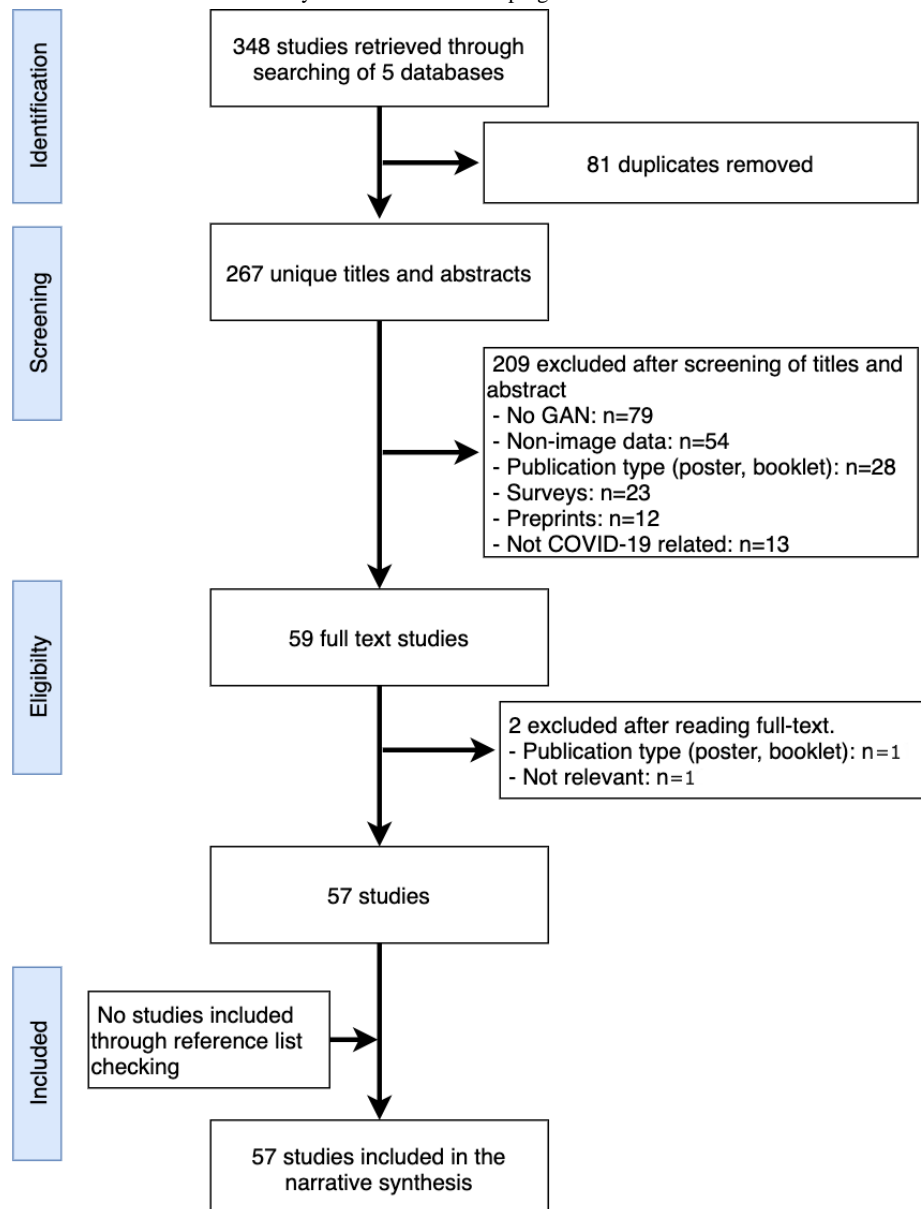 Identification
348 studies retrieved through
searching of 5 databases
81 duplicates removed
Screening
267 unique titles and abstracts
209 excluded after screening of titles and
abstract
- No GAN: n=79
- Non-image data: n=54
- Publication type (poster, booklet): n=28
- Surveys: n=23
- Preprints: n=12
- Not COVID-19 related: n=13
Eligibilty
59 full text studies
2 excluded after reading full-text.
- Publication type (poster, booklet): n=1
- Not relevant: n=1
57 studies
Included
No studies included
through reference list
checking
57 studies included in the
narrative synthesis